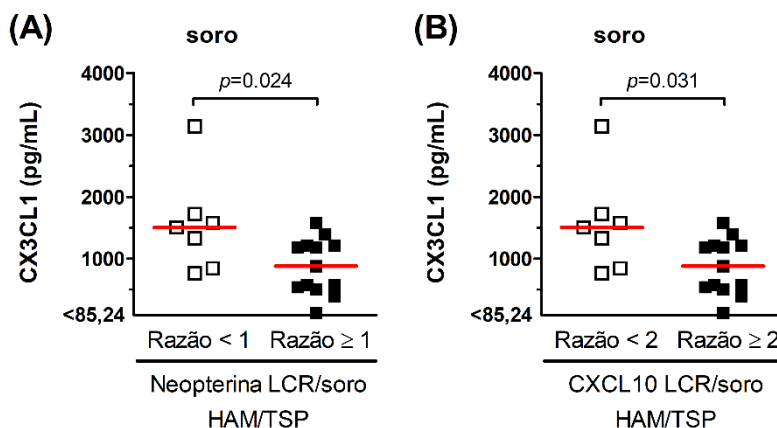 (A)
soro
p=0.024
CX3CL1 (pg/mL)
4000
3000
2000
1000
<85,24
Razão < 1 Razão ≥ 1
Neopterina LCR/soro
HAM/TSP
(B)
soro
p=0.031
CX3CL1 (pg/mL)
4000
3000
2000
1000
<85,24
Razão < 2 Razão ≥ 2
CXCL10 LCR/soro
HAM/TSP